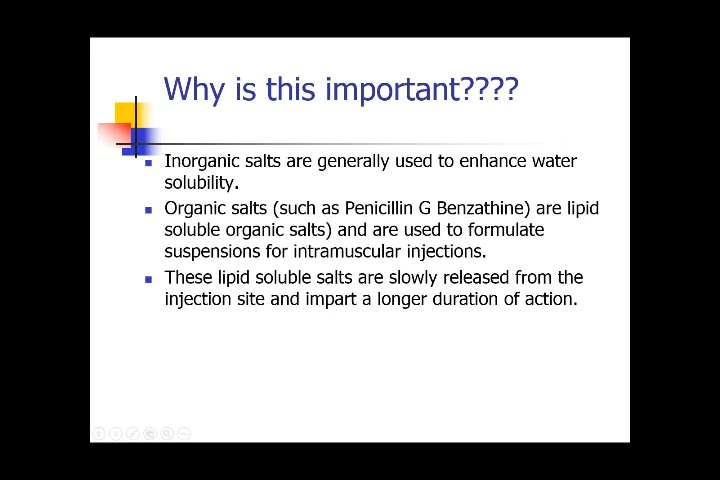 Why is this important????
Inorganic salts are generally used to enhance water
solubility.
Organic salts (such as Penicillin G Benzathine) are lipid
soluble organic salts) and are used to formulate
suspensions for intramuscular injections.
These lipid soluble salts are slowly released from the
injection site and impart a longer duration of action.